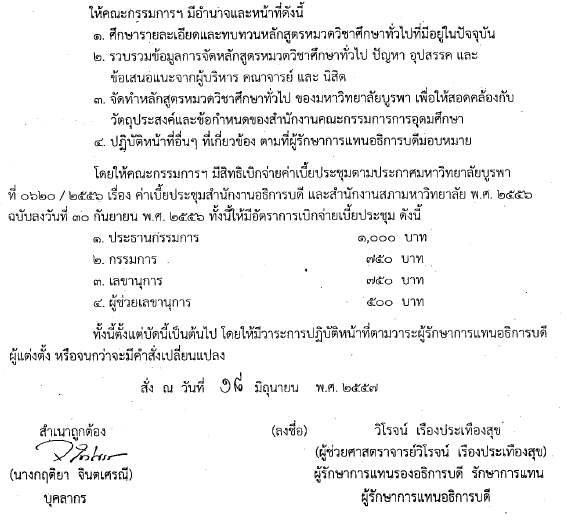 ให้คณะกรรมการฯ มีอำนาจและหน้าที่ดังนี้
๑. ศึกษารายละเอียดและทบทวนหลักสูตรหมวดวิชาศึกษาทั่วไปที่มีอยู่ในปัจจุบัน
๒. รวบรวมข้อมูลการจัดหลักสูตรหมวดวิชาศึกษาทั่วไป ปัญหา อุปสรรค และ
ข้อเสนอแนะจากผู้บริหาร คณาจารย์ และ นิสิต
๓. จัดทำหลักสูตรหมวดวิชาศึกษาทั่วไป ของมหาวิทยาลัยบูรพา เพื่อให้สอดคล้องกับ
วัตถุประสงค์และข้อกำหนดของสำนักงานคณะกรรมการการอุดมศึกษา
๔. ปฏิบัติหน้าที่อื่นๆ ที่เกี่ยวข้อง ตามที่ผู้รักษาการแทนอธิการบดีมอบหมาย
โดยให้คณะกรรมการฯ มีสิทธิเบิกจ่ายค่าเบี้ยประชุมตามประกาศมหาวิทยาลัยบูรพา
ที่ ๐๖๒๐ / ๒๕๕๖ เรื่อง ค่าเบี้ยประชุมสำนักงานอธิการบดี และสำนักงานสภามหาวิทยาลัย พ.ศ. ๒๕๕๖
ฉบับลงวันที่ ๓๐ กันยายน พ.ศ. ๒๕๕๖ ทั้งนี้ให้มีอัตราการเบิกจ่ายเบี้ยประชุม ดังนี้
๑. ประธานกรรมการ ๑,๐๐๐ บาท
๒. กรรมการ ๗๕๐ บาท
๓. เลขานุการ ๗๕๐ บาท
๔. ผู้ช่วยเลขานุการ ๕๐๐ บาท
ทั้งนี้ตั้งแต่บัดนี้เป็นต้นไป โดยให้มีวาระการปฏิบัติหน้าที่ตามวาระผู้รักษาการแทนอธิการบดี
ผู้แต่งตั้ง หรือจนกว่าจะมีคำสั่งเปลี่ยนแปลง
สั่ง ณ วันที่ ๑๘ มิถุนายน พ.ศ. ๒๕๕๗
สำเนาถูกต้อง (ลงชื่อ) วิโรจน์ เรืองประเทืองสุข
(ผู้ช่วยศาสตราจารย์วิโรจน์ เรืองประเทืองสุข)
(นางกฤติยา จินตเศรณี) ผู้รักษาการแทนรองอธิการบดี รักษาการแทน
บุคลากร ผู้รักษาการแทนอธิการบดี